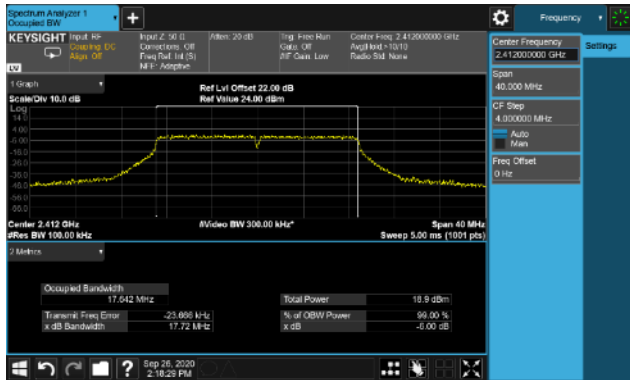 Spectrum Analyzer 1
Occupied BW
Frequency
KEYSIGHT Input: RF
Coupling: DC
Align: Off
Input Z: 50 Ω
Corrections: Off
Freq Ref: Int (S)
NFE: Adaptive
Atten: 20 dB
Trig: Free Run
Gate: Off
#IF Gain: Low
Center Freq: 2.412000000 GHz
Avg|Hold:>10/10
Radio Std: None
LXI
Center Frequency
2.412000000 GHz
Settings
Span
40.000 MHz
CF Step
4.000000 MHz
Auto
Man
Freq Offset
0 Hz
1 Graph
Scale/Div 10.0 dB
Ref Lvl Offset 22.00 dB
Ref Value 24.00 dBm
Log
14.0
4.00
-6.00
-16.0
-26.0
-36.0
-46.0
-56.0
-66.0
Center 2.412 GHz
#Res BW 100.00 kHz
#Video BW 300.00 kHz*
Span 40 MHz
Sweep 5.00 ms (1001 pts)
2 Metrics
Occupied Bandwidth
17.642 MHz
Total Power 18.9 dBm
Transmit Freq Error -23.666 kHz
% of OBW Power 99.00 %
x dB Bandwidth 17.72 MHz
x dB -6.00 dB
?
Sep 26, 2020
2:18:29 PM